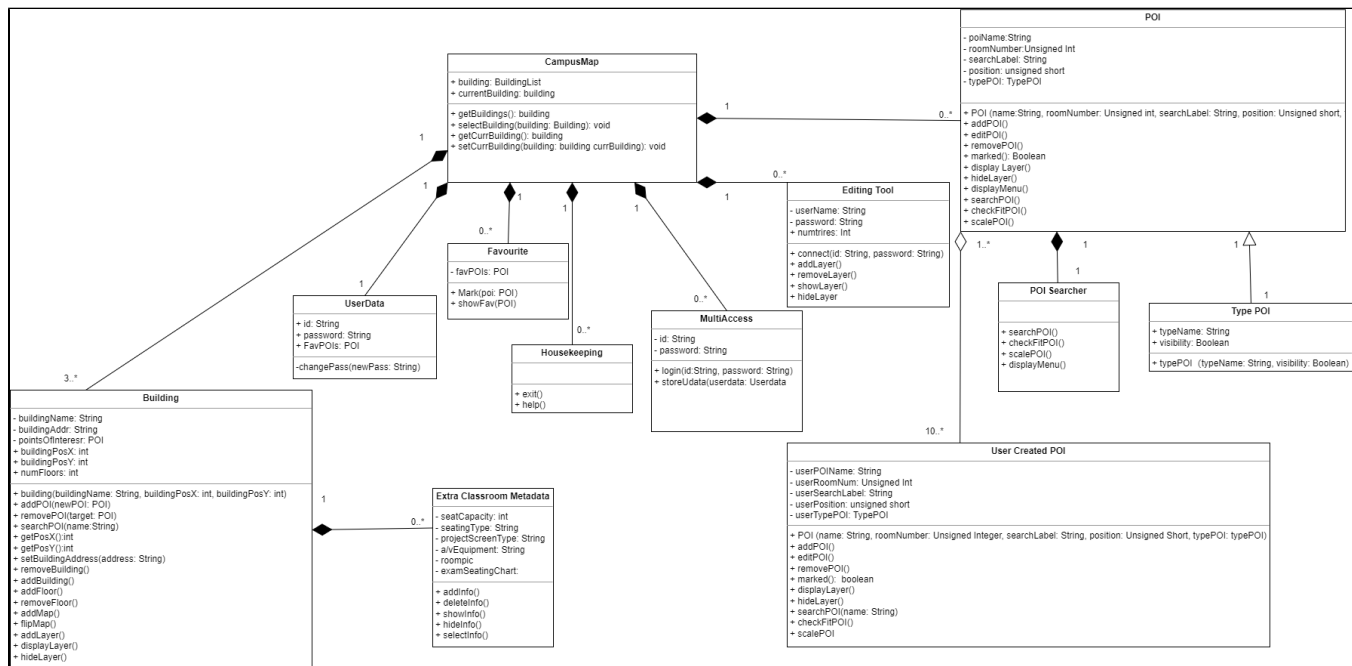 POI
- poiName:String
- roomNumber:Unsigned Int
- searchLabel: String
- position: unsigned short
- typePOI: TypePOI
+ POI (name:String, roomNumber: Unsigned int, searchLabel: String, position: Unsigned short,
+ addPOI()
+ editPOI()
+ removePOI()
+ marked(): Boolean
+ display Layer()
+ hideLayer()
+ displayMenu()
+ searchPOI()
+ checkFitPOI()
+ scalePOI()
CampusMap
+ building: BuildingList
+ currentBuilding: building
+ getBuildings(): building
+ selectBuilding(building: Building): void
+ getCurrBuilding(): building
+ setCurrBuilding(building: building currBuilding): void
1
0..*
1
1
1
1
1
1
0..*
1
Editing Tool
- userName: String
- password: String
+ numtrires: Int
+ connect(id: String, password: String)
+ addLayer()
+ removeLayer()
+ showLayer()
+ hideLayer
0..*
Favourite
- favPOIs: POI
+ Mark(poi: POI)
+ showFav(POI)
1
UserData
+ id: String
+ password: String
+ FavPOIs: POI
-changePass(newPass: String)
0..*
Housekeeping
+ exit()
+ help()
0..*
MultiAccess
- id: String
- password: String
+ login(id:String, password: String)
+ storeUdata(userdata: Userdata
1..*
1
1
1
POI Searcher
+ searchPOI()
+ checkFitPOI()
+ scalePOI()
+ displayMenu()
1
Type POI
+ typeName: String
+ visibility: Boolean
+ typePOI (typeName: String, visibility: Boolean)
3..*
Building
- buildingName: String
- buildingAddr: String
- pointsOfInteresr: POI
+ buildingPosX: int
+ buildingPosY: int
+ numFloors: int
+ building(buildingName: String, buildingPosX: int, buildingPosY: int)
+ addPOI(newPOI: POI)
+ removePOI(target: POI)
+ searchPOI(name:String)
+ getPosX():int
+ getPosY():int
+ setBuildingAddress(address: String)
+ removeBuilding()
+ addBuilding()
+ addFloor()
+ removeFloor()
+ addMap()
+ flipMap()
+ addLayer()
+ displayLayer()
+ hideLayer()
1
0..*
Extra Classroom Metadata
- seatCapacity: int
- seatingType: String
- projectScreenType: String
- a/vEquipment: String
- roompic
- examSeatingChart:
+ addInfo()
+ deleteInfo()
+ showInfo()
+ hideInfo()
+ selectInfo()
10..*
User Created POI
- userPOIName: String
- userRoomNum: Unsigned Int
- userSearchLabel: String
- userPosition: unsigned short
- userTypePOI: TypePOI
+ POI (name: String, roomNumber: Unsigned Integer, searchLabel: String, position: Unsigned Short, typePOI: typePOI)
+ addPOI()
+ editPOI()
+ removePOI()
+ marked(): boolean
+ displayLayer()
+ hideLayer()
+ searchPOI(name: String)
+ checkFitPOI()
+ scalePOI